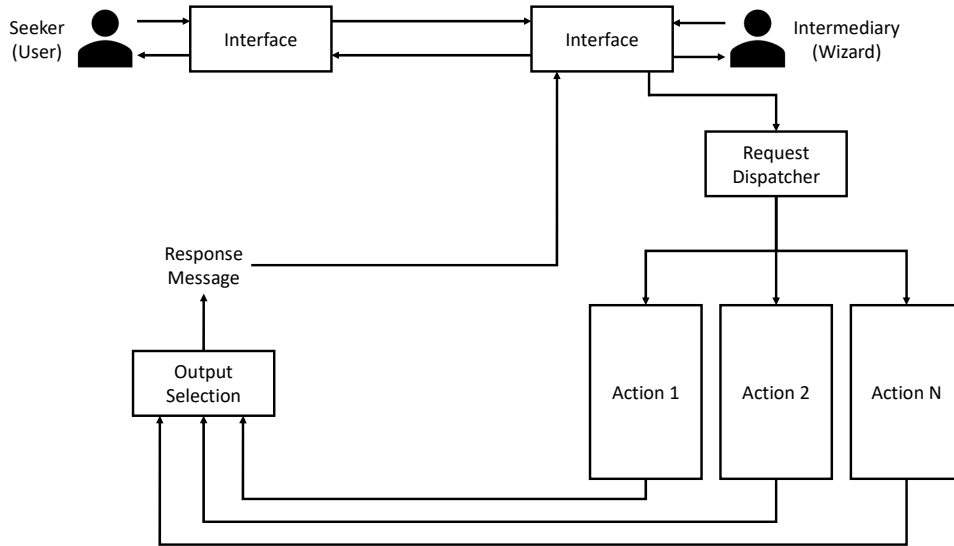 Seeker
(User)
Interface
Interface
Intermediary
(Wizard)
Request
Dispatcher
Response
Message
Output
Selection
Action 1
Action 2
Action N